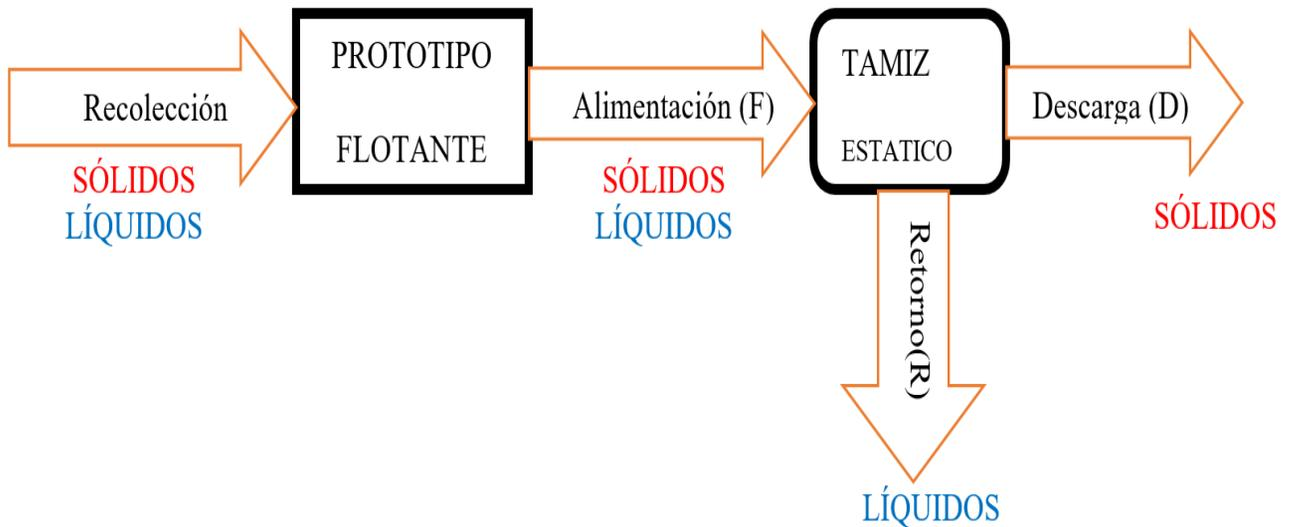 Recolección
SÓLIDOS
LÍQUIDOS
PROTOTIPO
FLOTANTE
Alimentación (F)
SÓLIDOS
LÍQUIDOS
TAMIZ
ESTATICO
Descarga (D)
SÓLIDOS
Retorno(R)
LÍQUIDOS